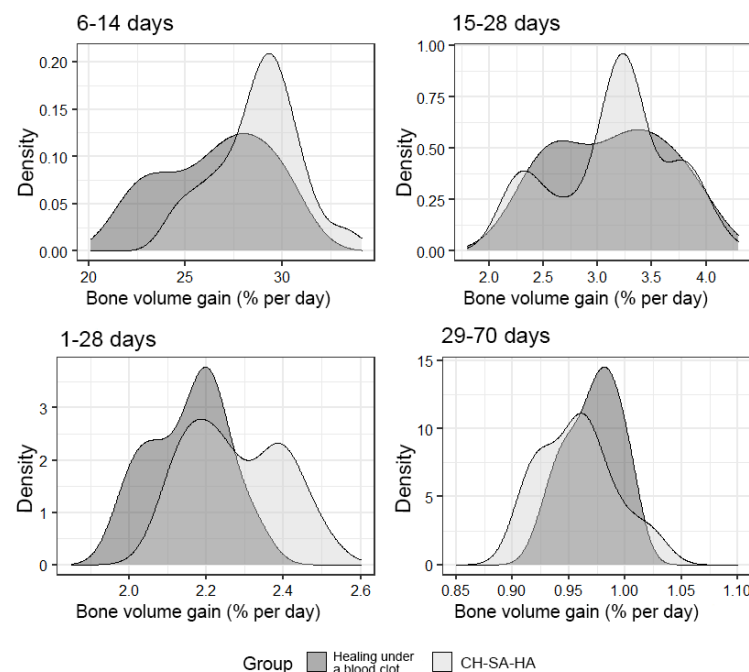 6-14 days
15-28 days
Density
0.20
0.15
0.10
0.05
0.00
20
25
30
Bone volume gain (% per day)
Density
1.00
0.75
0.50
0.25
0.00
2.0
2.5
3.0
3.5
4.0
Bone volume gain (% per day)
1-28 days
29-70 days
Density
3
2
1
0
2.0
2.2
2.4
2.6
Bone volume gain (% per day)
Density
15
10
5
0
0.85
0.90
0.95
1.00
1.05
1.10
Bone volume gain (% per day)
Group
Healing under
a blood clot
CH-SA-HA